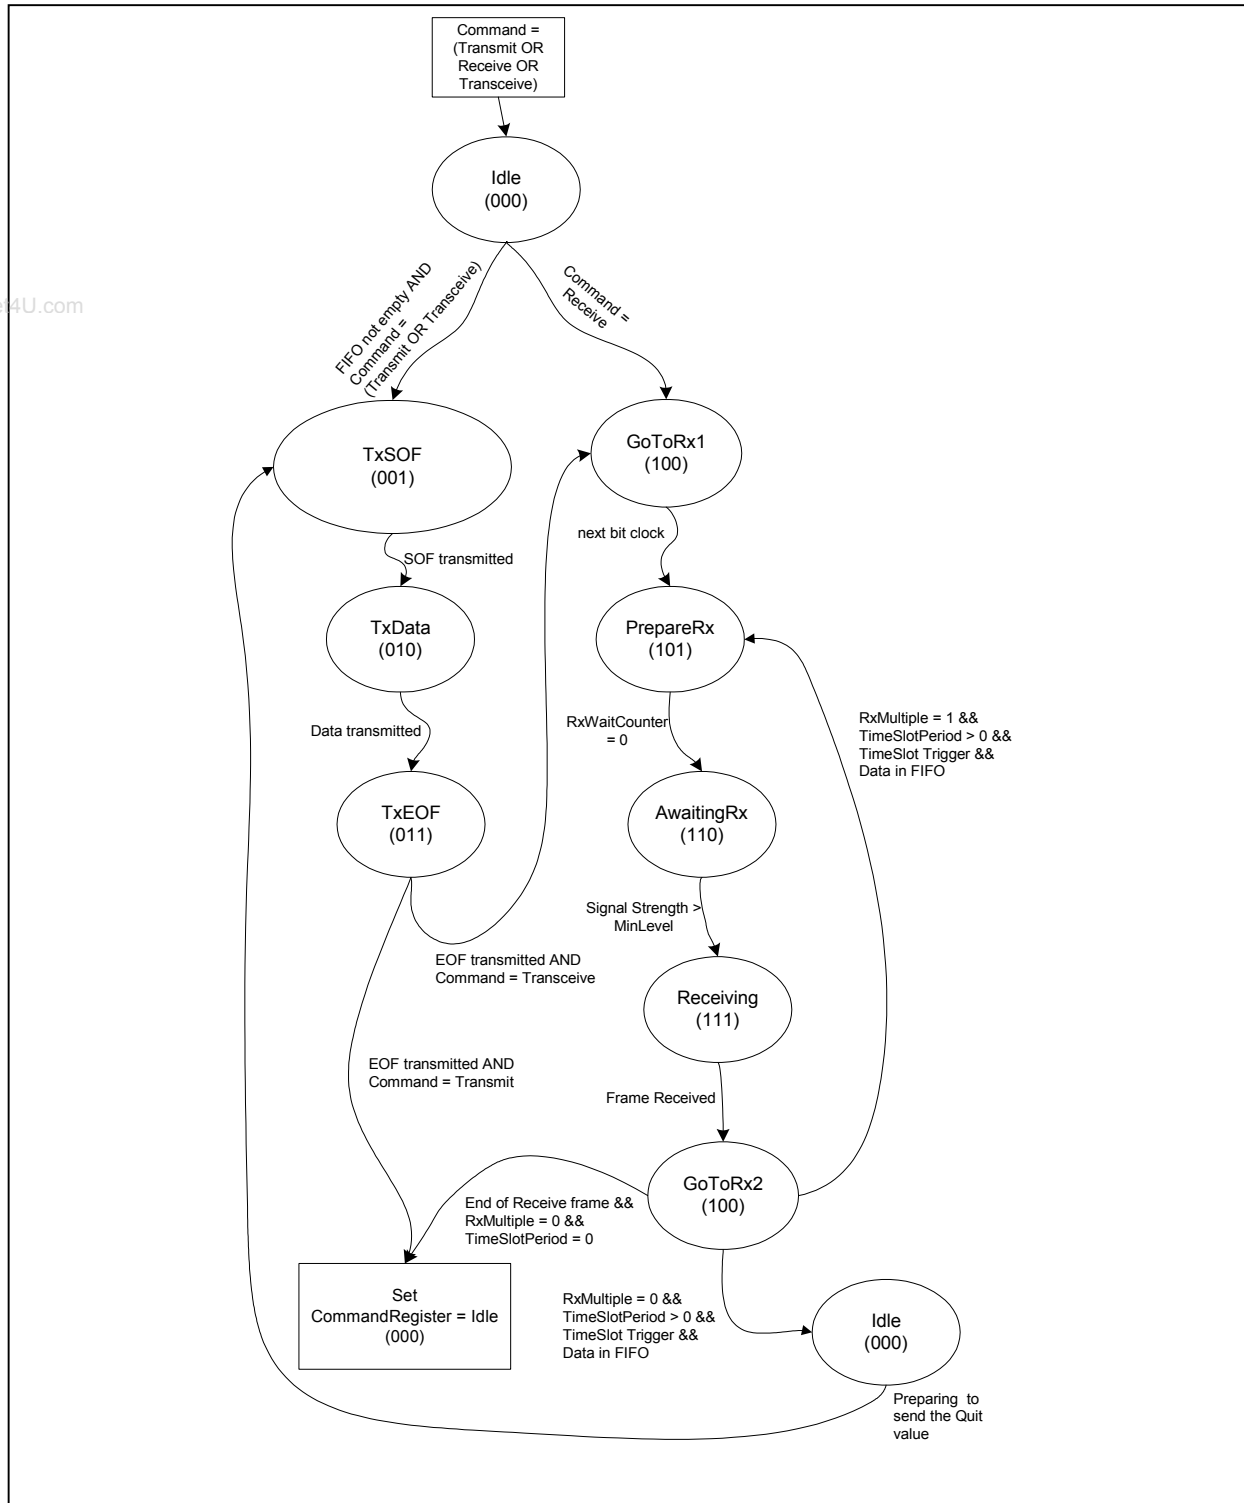 Command =
(Transmit OR
Receive OR
Transceive)
Idle
(000)
FIFO not empty AND
Command =
(Transmit OR Transceive)
Command =
Receive
et4U.com
TxSOF
(001)
GoToRx1
(100)
next bit clock
SOF transmitted
TxData
(010)
PrepareRx
(101)
Data transmitted
RxWaitCounter
= 0
RxMultiple = 1 &&
TimeSlotPeriod > 0 &&
TimeSlot Trigger &&
Data in FIFO
TxEOF
(011)
AwaitingRx
(110)
Signal Strength >
MinLevel
EOF transmitted AND
Command = Transceive
Receiving
(111)
EOF transmitted AND
Command = Transmit
Frame Received
GoToRx2
(100)
End of Receive frame &&
RxMultiple = 0 &&
TimeSlotPeriod = 0
Set
CommandRegister = Idle
(000)
RxMultiple = 0 &&
TimeSlotPeriod > 0 &&
TimeSlot Trigger &&
Data in FIFO
Idle
(000)
Preparing to
send the Quit
value